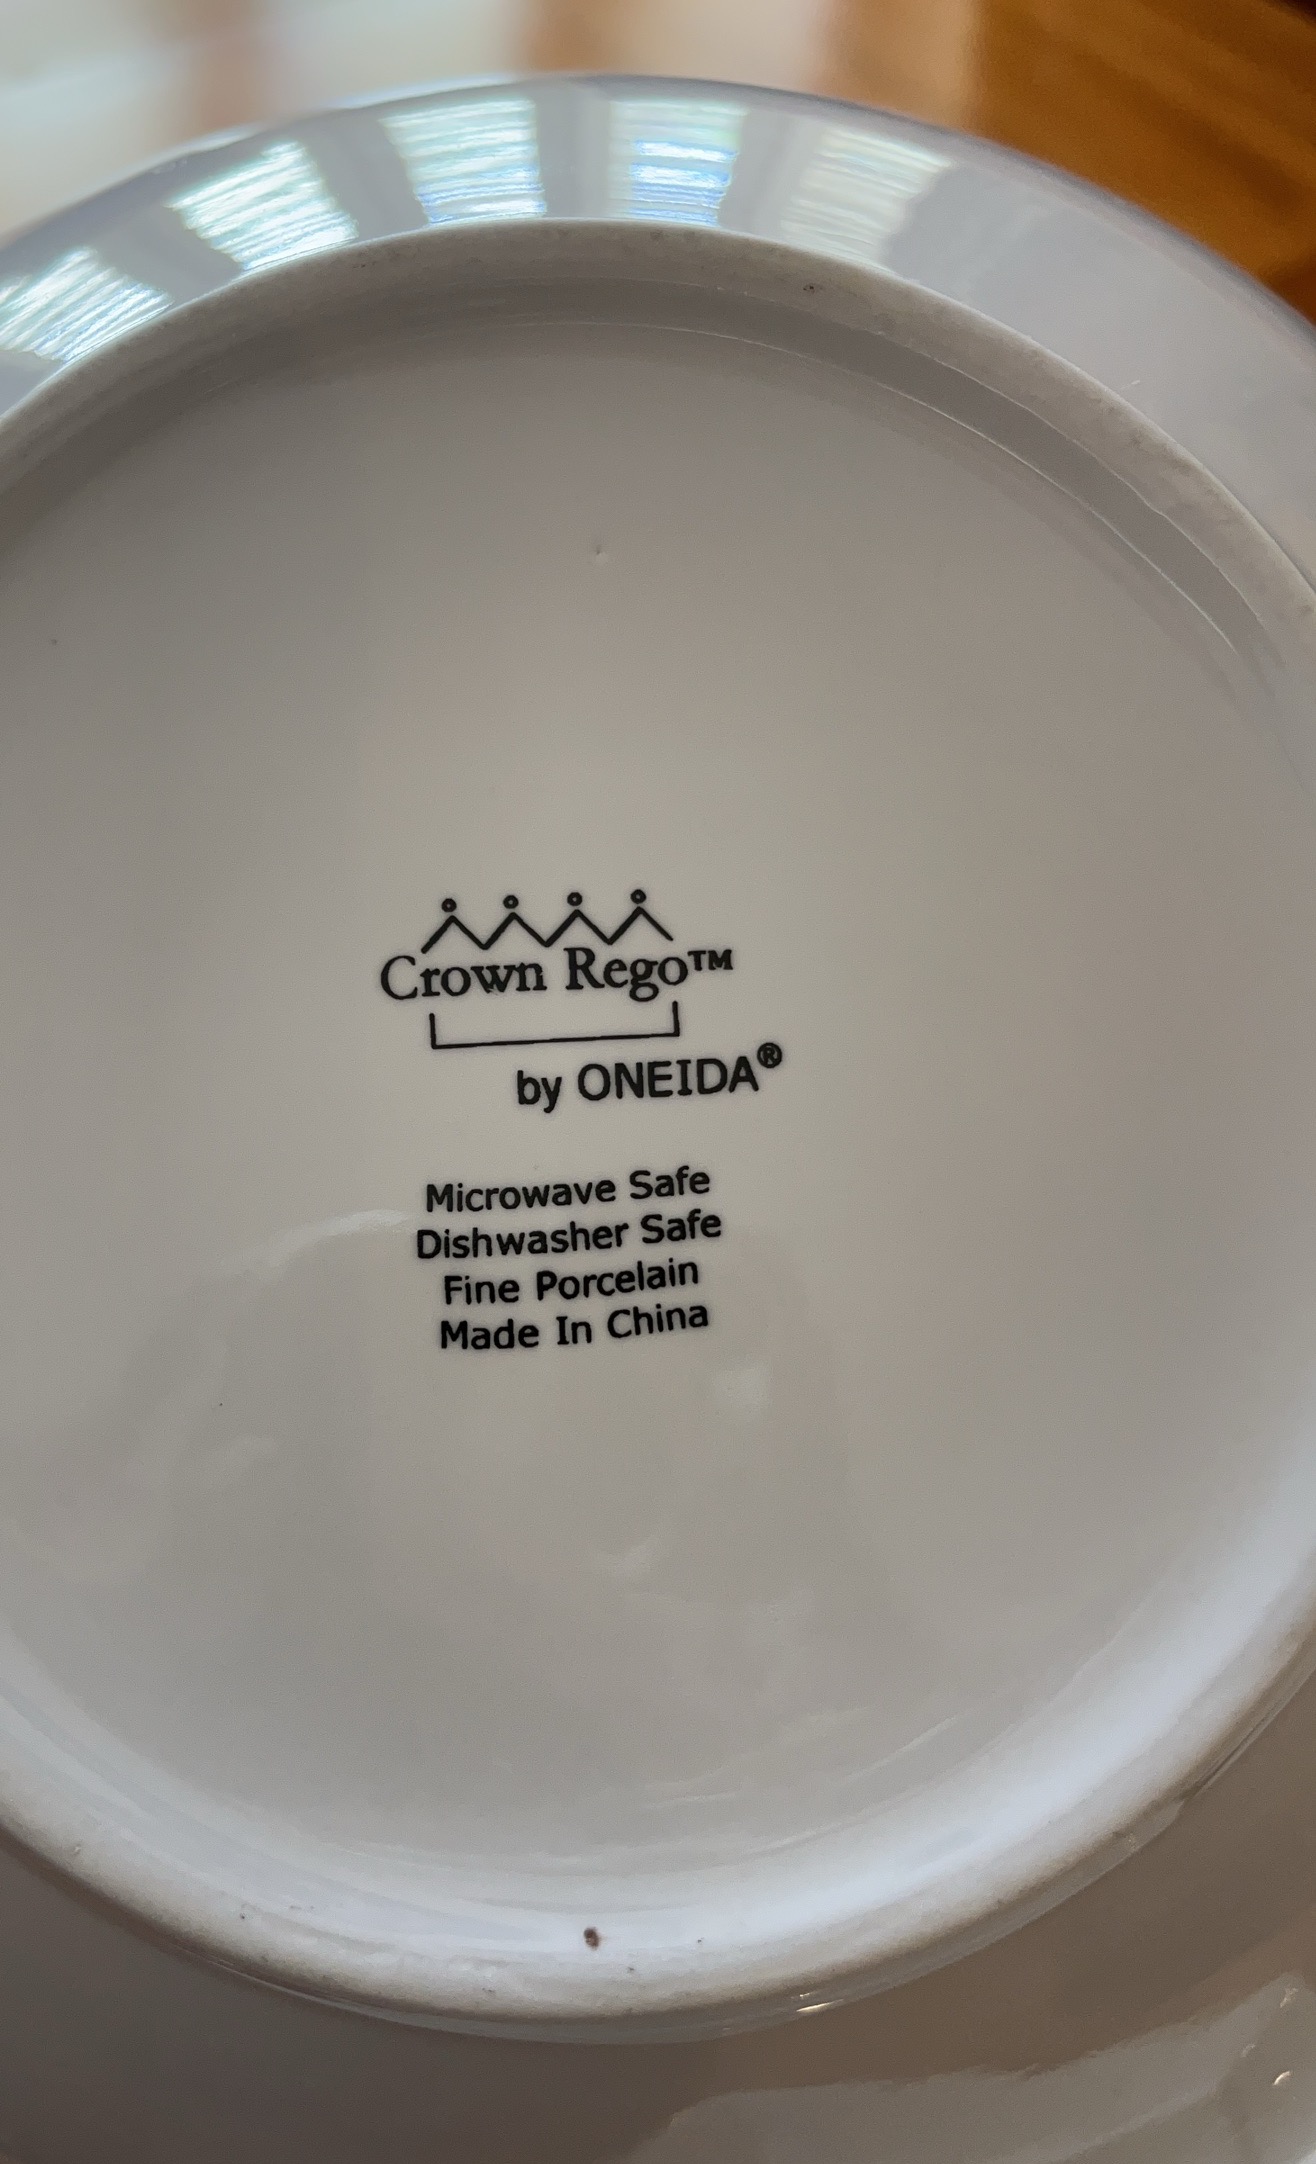 Crown Rego™
by ONEIDA®
Microwave Safe
Dishwasher Safe
Fine Porcelain
Made In China